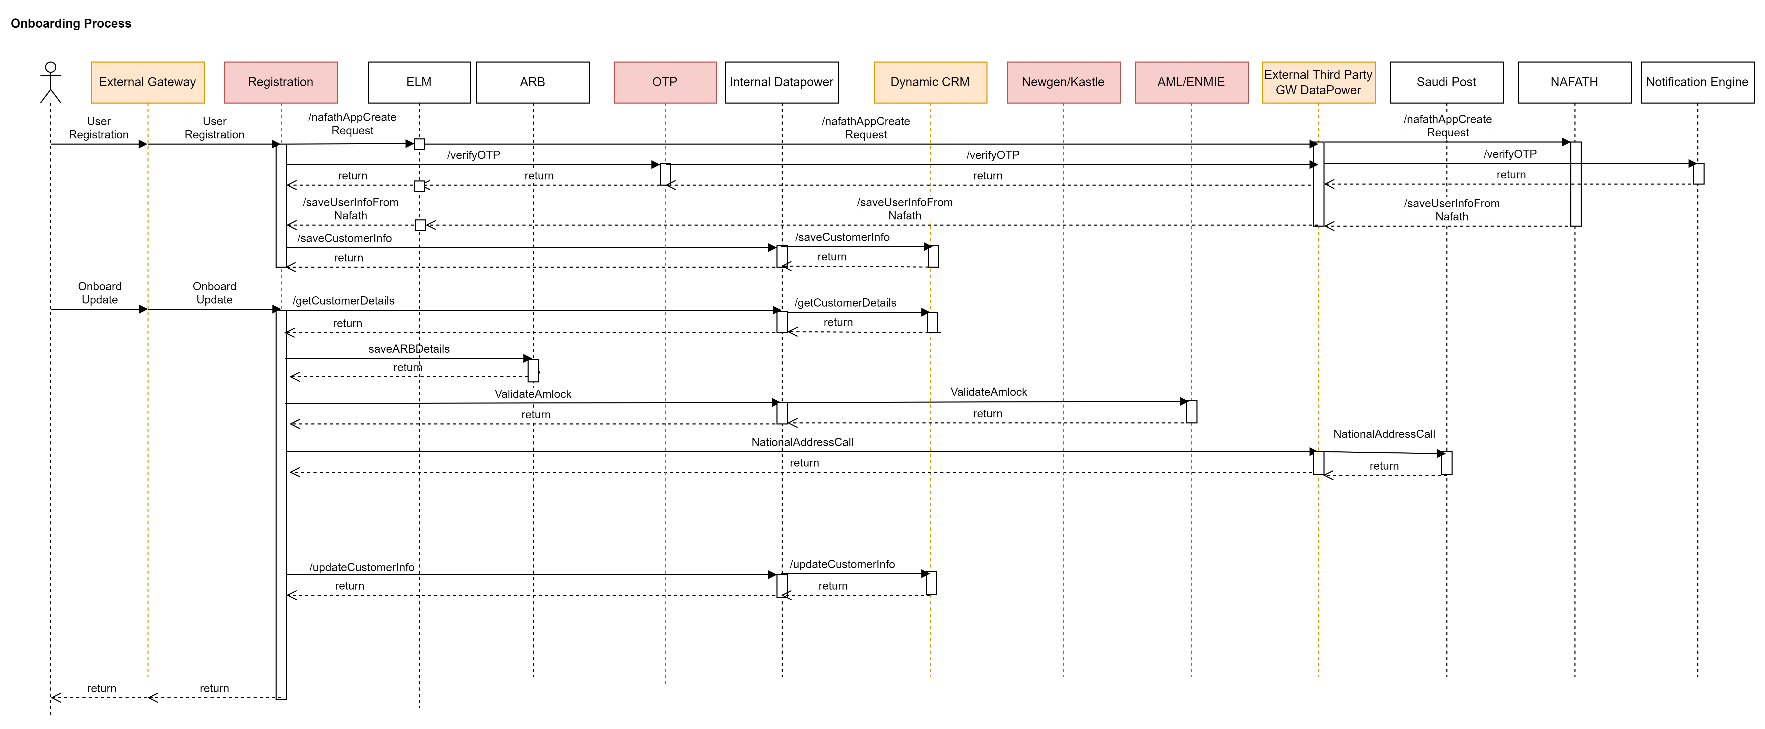 Onboarding Process
External Gateway
Registration
ELM
ARB
OTP
Internal Datapower
Dynamic CRM
Newgen/Kastle
AML/ENMIE
External Third Party
GW DataPower
Saudi Post
NAFATH
Notification Engine
User
Registration
User
Registration
/nafathAppCreate
Request
/nafathAppCreate
Request
/nafathAppCreate
Request
/verifyOTP
/verifyOTP
/verifyOTP
return
return
return
return
/saveUserInfoFrom
Nafath
/saveUserInfoFrom
Nafath
/saveUserInfoFrom
Nafath
/saveCustomerInfo
/saveCustomerInfo
return
return
Onboard
Update
Onboard
Update
/getCustomerDetails
/getCustomerDetails
return
return
saveARBDetails
return
ValidateAmlock
ValidateAmlock
return
return
NationalAddressCall
NationalAddressCall
return
return
/updateCustomerInfo
/updateCustomerInfo
return
return
return
return